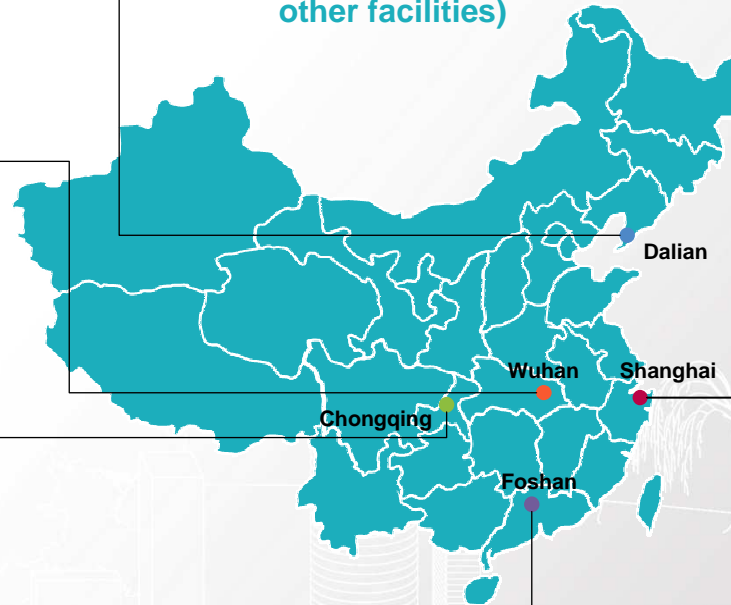 other facilities)
Dalian
Wuhan
Shanghai
Chongqing
Foshan